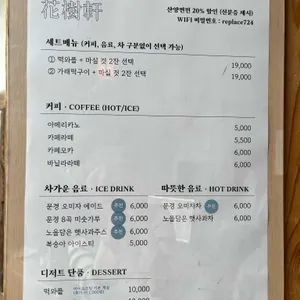 花樹軒
산양면민 20% 할인 (신분증 제시)
WIFI 비밀번호 : replace724
세트메뉴 (커피, 음료, 차 구분없이 선택 가능)
① 떡와플 + 마실 것 2잔 선택 19,000
② 가래떡구이 + 마실 것 2잔 선택 / 19,000
커피 · COFFEE (HOT/ICE)
아메리카노 5,000
카페라떼 5,500
카페모카 6,000
바닐라라떼 6,000
차가운 음료 · ICE DRINK
문경 오미자 에이드 추천 6,000
문경 8곡 미숫가루 6,000
노을담은 햇사과주스 추천 6,000
복숭아 아이스티 5,000
따뜻한 음료 · HOT DRINK
문경 오미자차 추천 6,000
노을담은 햇사과차 6,000
디저트 단품 · DESSERT
떡와플 10,000
10,000